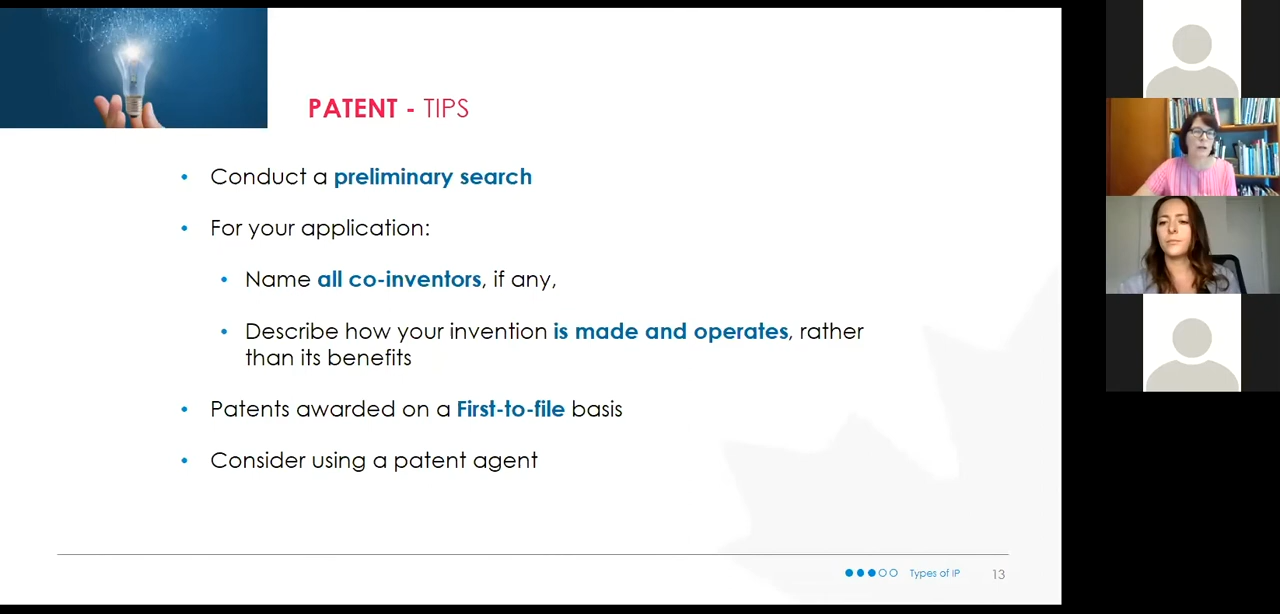 PATENT - TIPS
• Conduct a preliminary search
• For your application:
• Name all co-inventors, if any,
• Describe how your invention is made and operates, rather
than its benefits
• Patents awarded on a First-to-file basis
• Consider using a patent agent
Types of IP 13